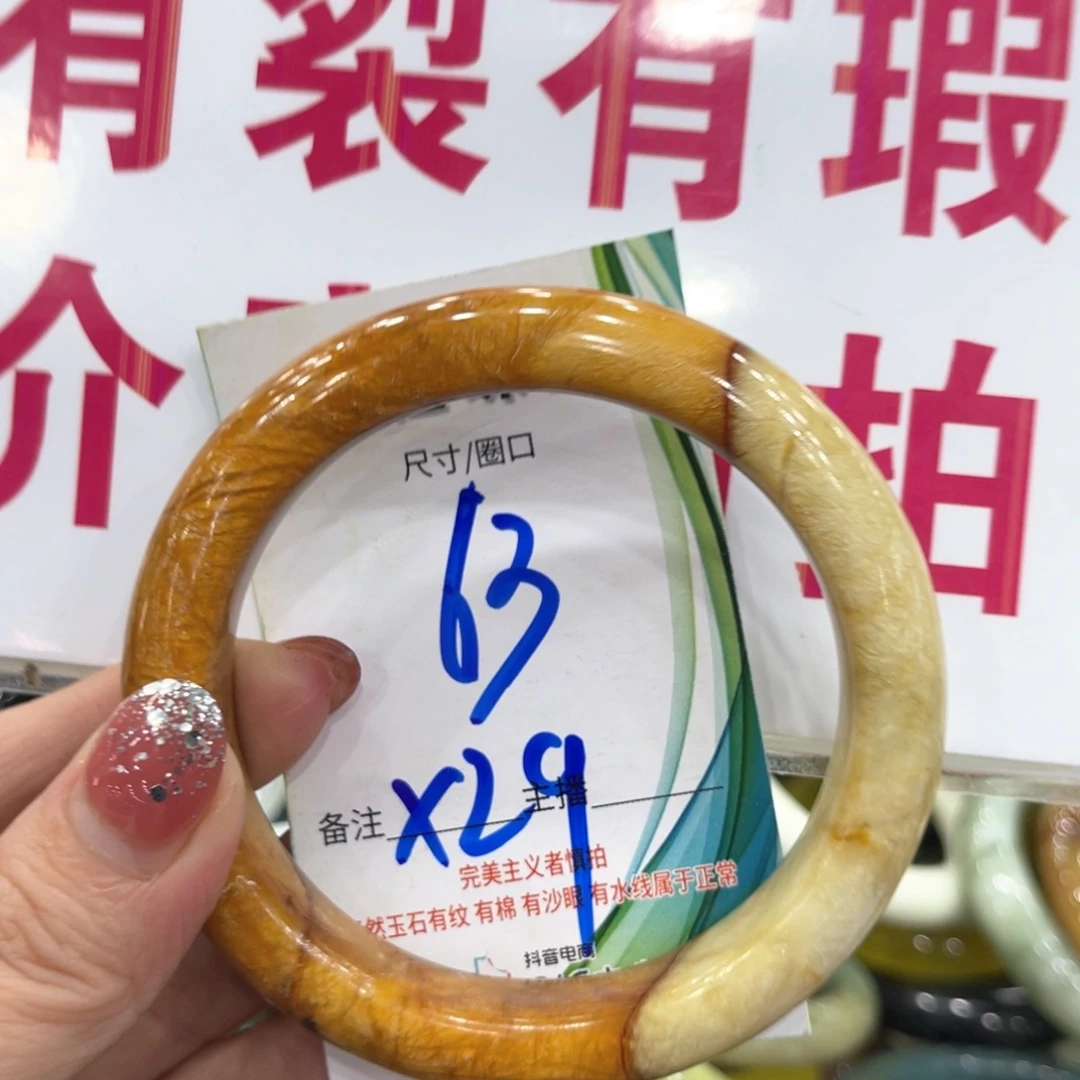 有裂有瑕
介
拍
尺寸/圈口
63
X29
备注 主播
完美主义者慎拍
然玉石有纹 有棉 有沙眼 有水线属于正常
抖音电商